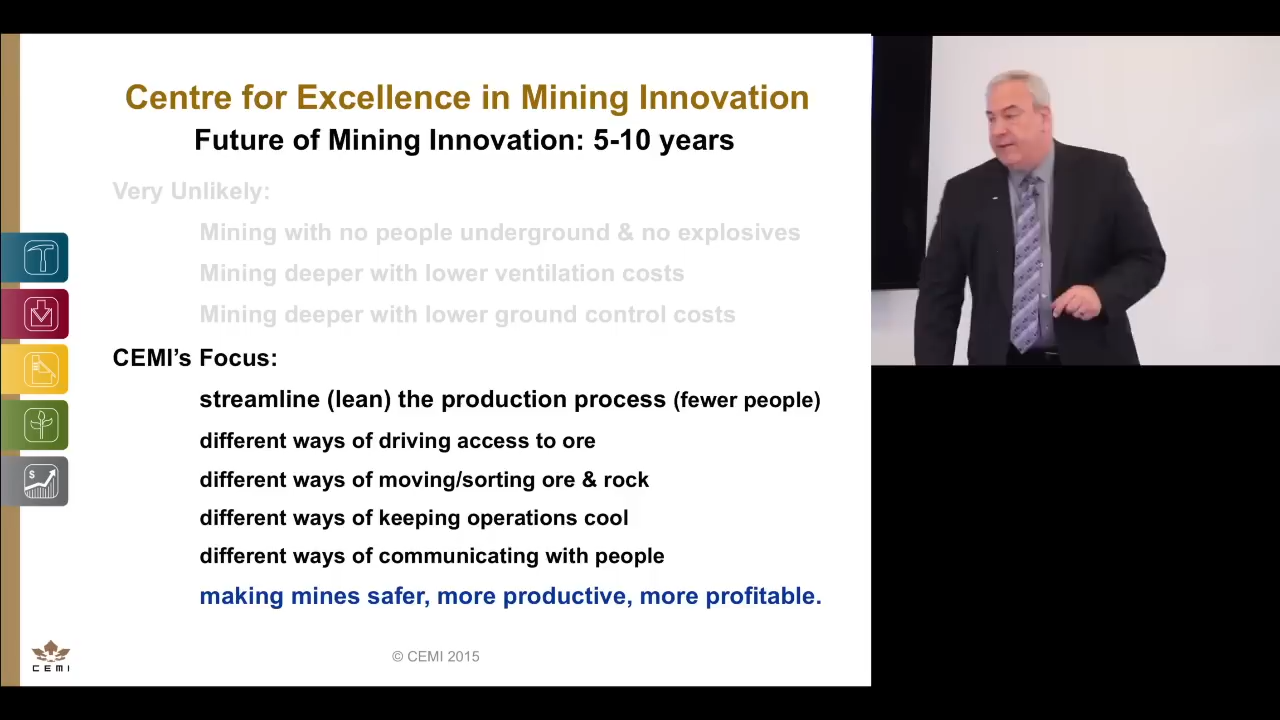 Centre for Excellence in Mining Innovation
Future of Mining Innovation: 5-10 years
Very Unlikely:
Mining with no people underground & no explosives
Mining deeper with lower ventilation costs
Mining deeper with lower ground control costs
CEMI's Focus:
streamline (lean) the production process (fewer people)
different ways of driving access to ore
different ways of moving/sorting ore & rock
different ways of keeping operations cool
different ways of communicating with people
making mines safer, more productive, more profitable.
$
CEMI
© CEMI 2015